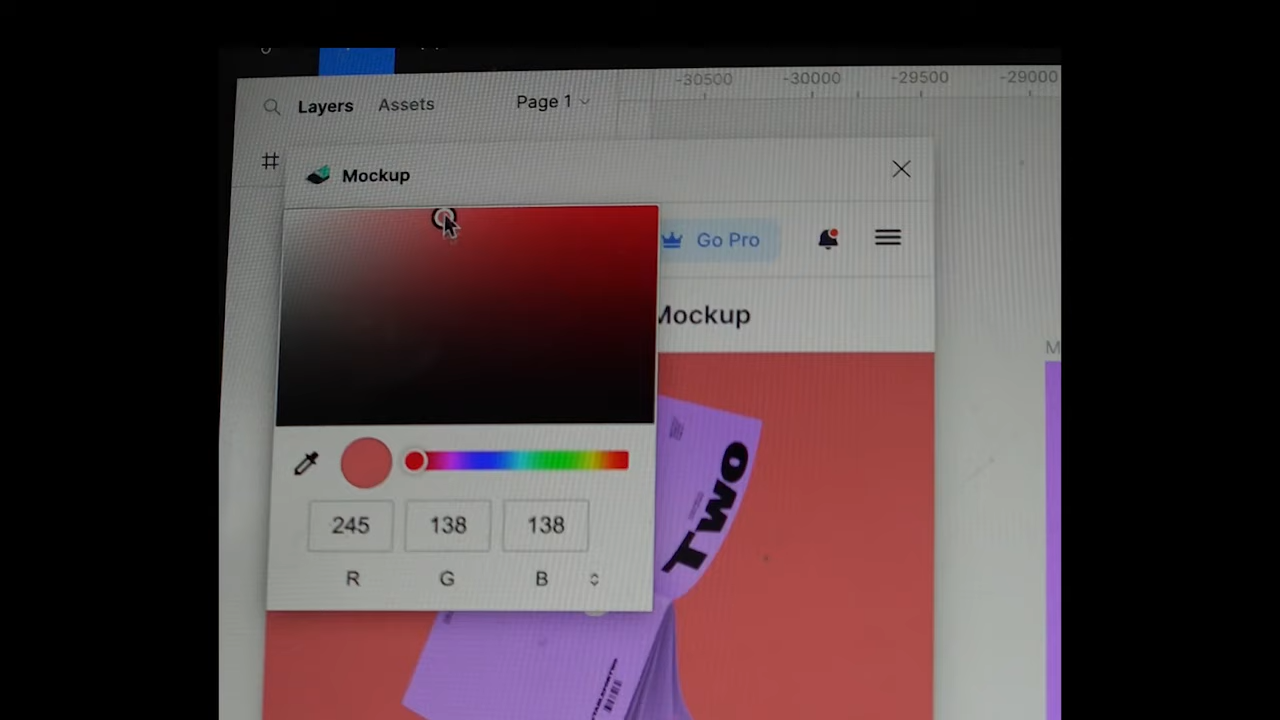 -30500 -30000 -29500 -29000
Layers Assets Page 1
Mockup
Go Pro
Mockup
TWO
245 138 138
R G B